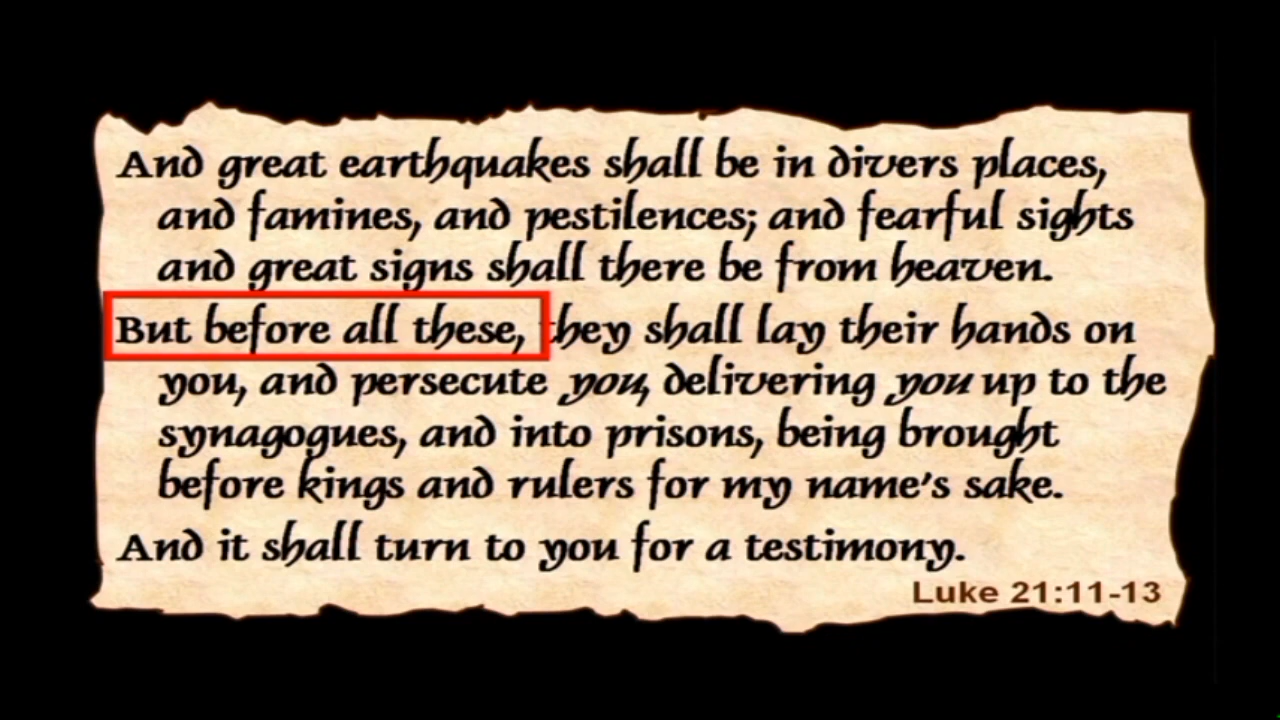 And great earthquakes shall be in divers places,
and famines, and pestilences; and fearful sights
and great signs shall there be from heaven.
But before all these, they shall lay their hands on
you, and persecute you, delivering you up to the
synagogues, and into prisons, being brought
before kings and rulers for my name's sake.
And it shall turn to you for a testimony.
Luke 21:11-13